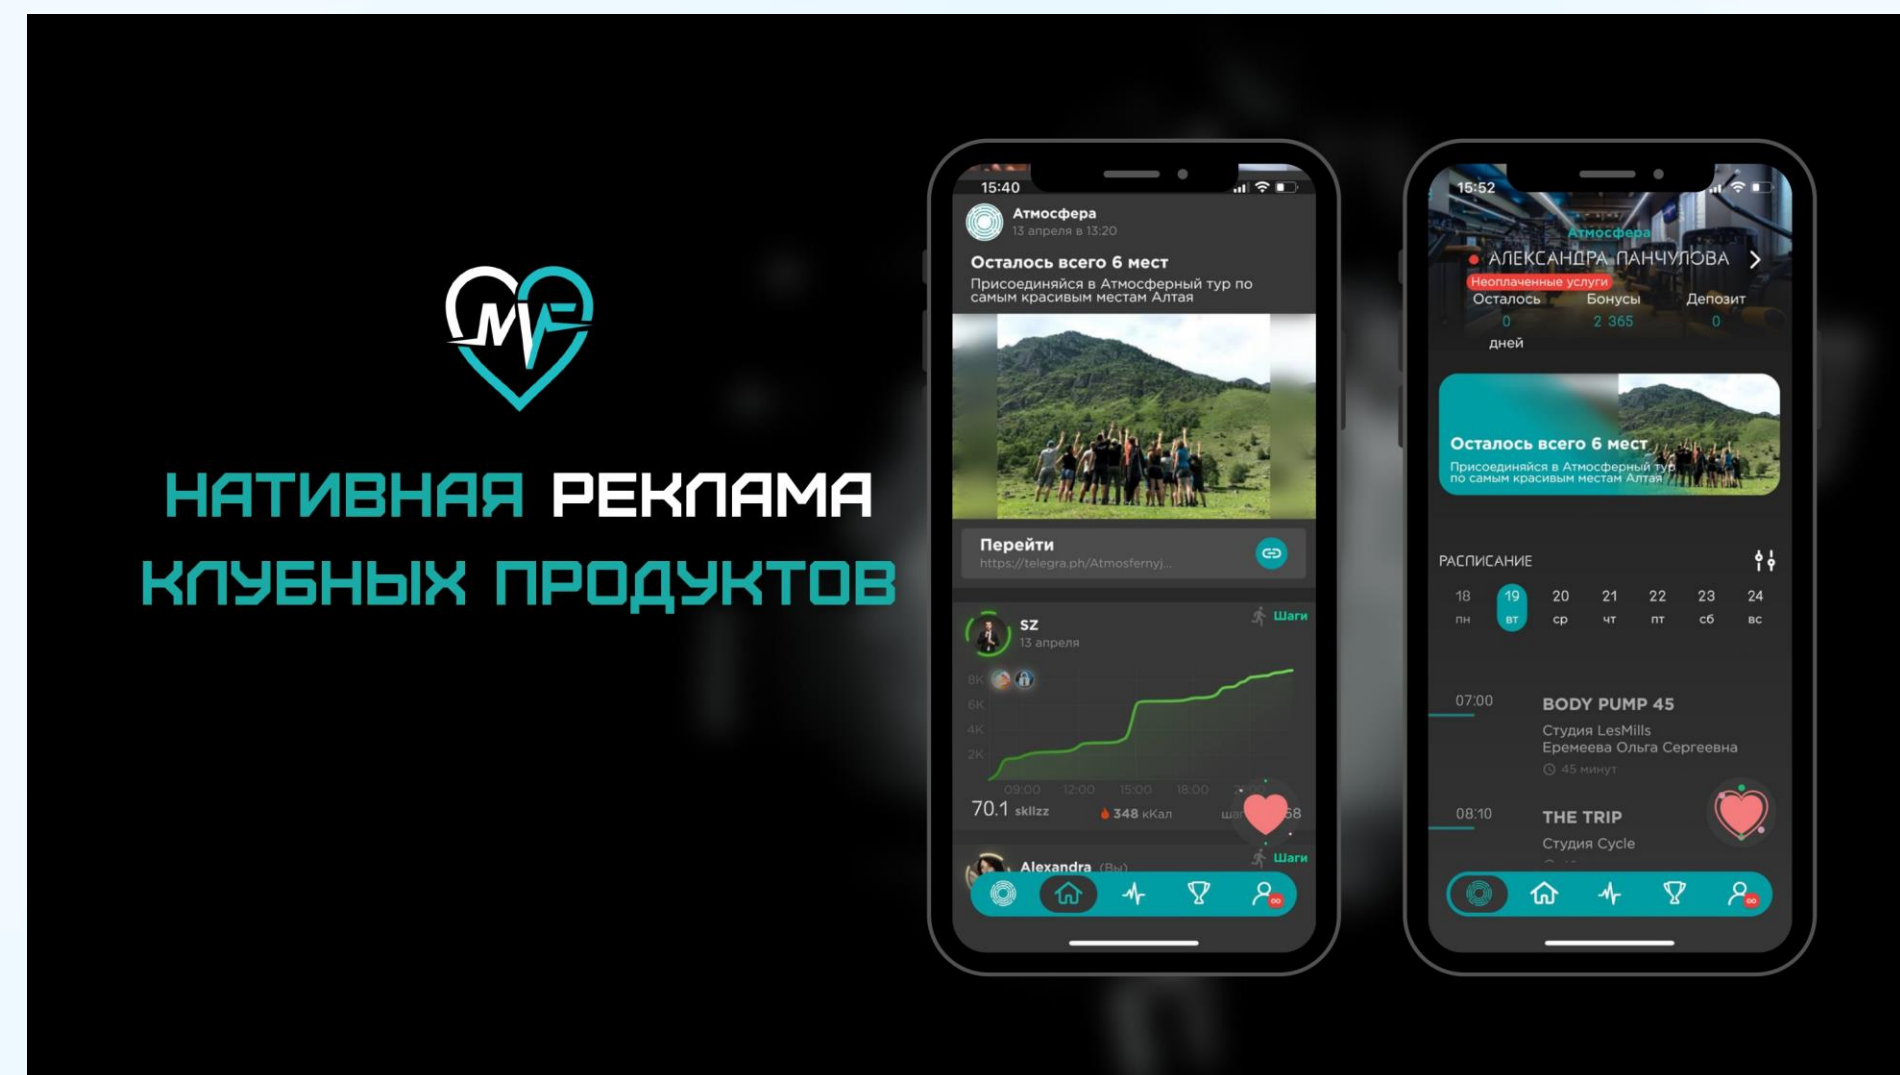 MF
НАТИВНАЯ РЕКЛАМА
КЛУБНЫХ ПРОДУКТОВ
15:40
Атмосфера
13 апреля в 13:20
Осталось всего 6 мест
Присоединяйся в Атмосферный тур по
самым красивым местам Алтая
Перейти
https://telegra.ph/Atmosfernyj...
SZ
13 апреля
Шаги
8K
6K
4K
2K
09:00 12:00 15:00 18:00
70.1 skllzz
348 кКал
Alexandra (Вы)
Шаги
15:52
Атмосфера
АЛЕКСАНДРА ПАНЧУЛОВА
Неоплаченные услуги
Осталось Бонусы Депозит
0 2 365 0
дней
Осталось всего 6 мест
Присоединяйся в Атмосферный тур
по самым красивым местам Алтая
РАСПИСАНИЕ
18 19 20 21 22 23 24
пн вт ср чт пт сб вс
07:00
BODY PUMP 45
Студия LesMills
Еремеева Ольга Сергеевна
45 минут
08:10
THE TRIP
Студия Cycle